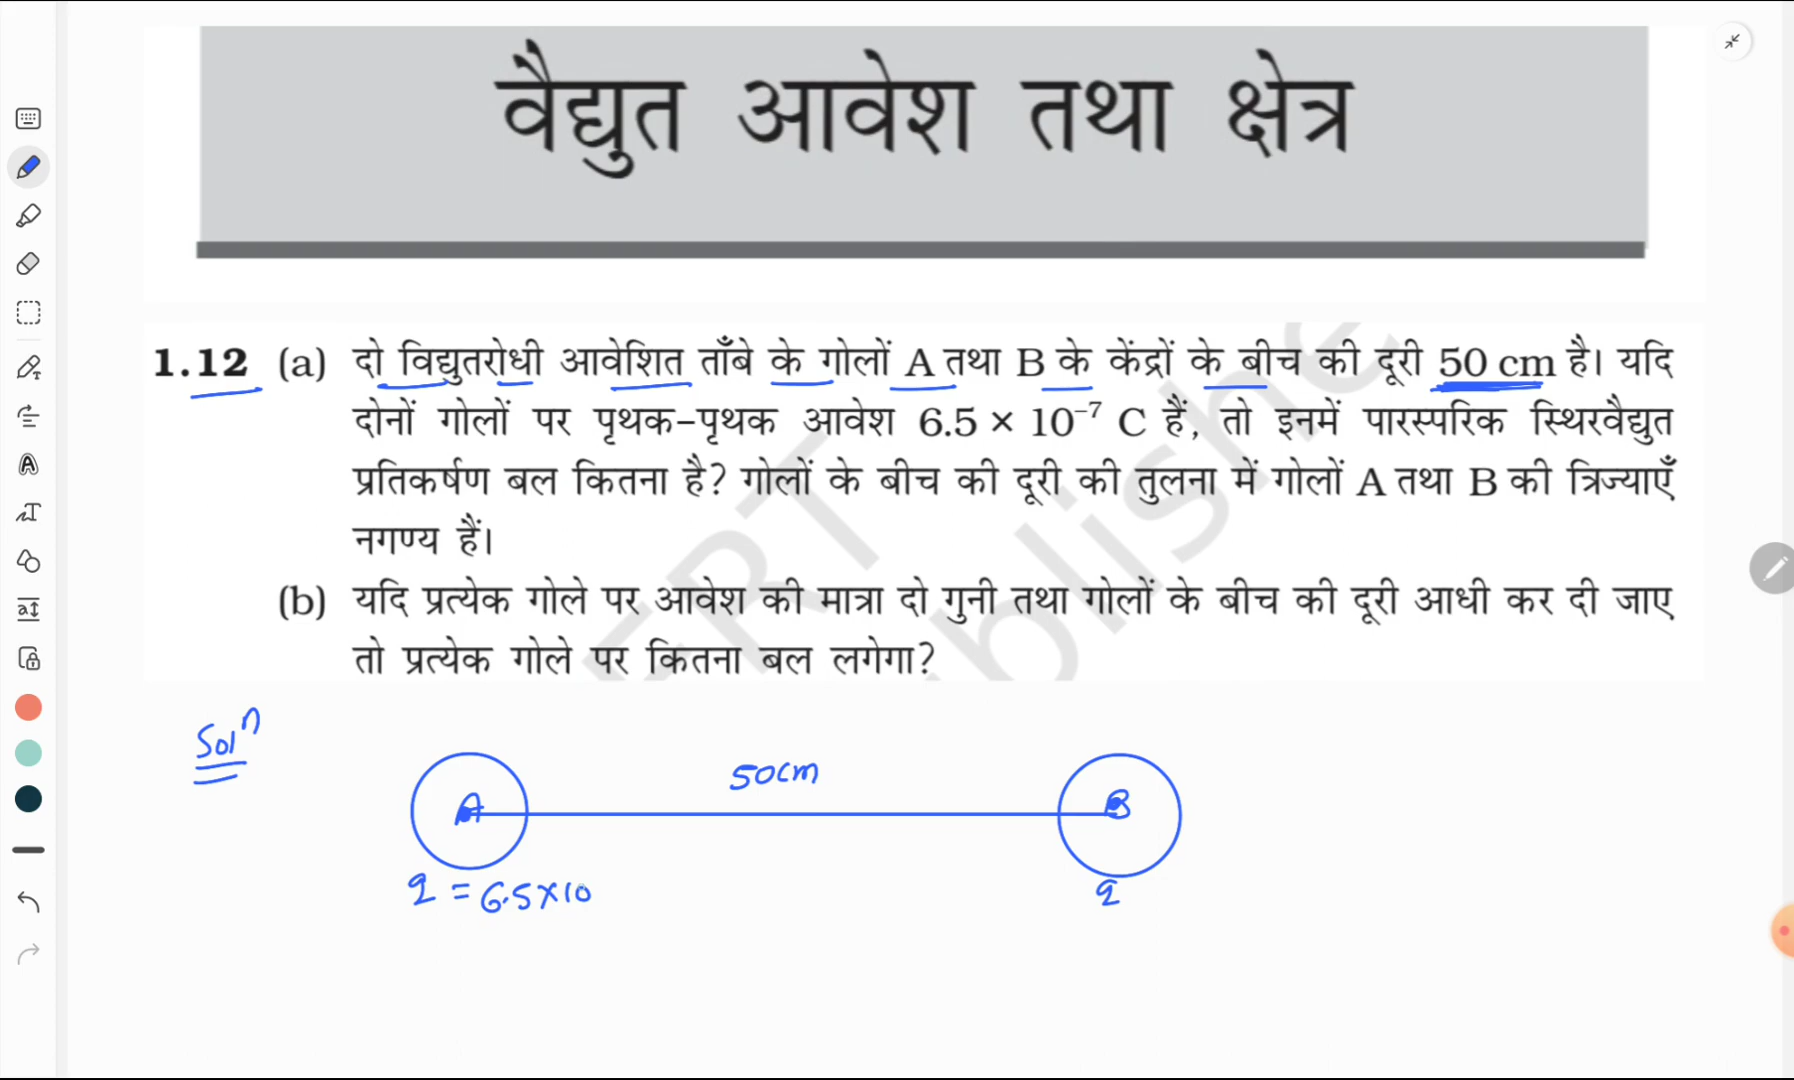 वैद्युत आवेश तथा क्षेत्र
1.12 (a) दो विद्युतरोधी आवेशित ताँबे के गोलों A तथा B के केंद्रों के बीच की दूरी 50 cm है। यदि
दोनों गोलों पर पृथक-पृथक आवेश 6.5 × 10⁻⁷ C हैं, तो इनमें पारस्परिक स्थिरवैद्युत
प्रतिकर्षण बल कितना है? गोलों के बीच की दूरी की तुलना में गोलों A तथा B की त्रिज्याएँ
नगण्य हैं।
(b) यदि प्रत्येक गोले पर आवेश की मात्रा दो गुनी तथा गोलों के बीच की दूरी आधी कर दी जाए
तो प्रत्येक गोले पर कितना बल लगेगा?
Solⁿ
50cm
A B
q = 6.5×10 q